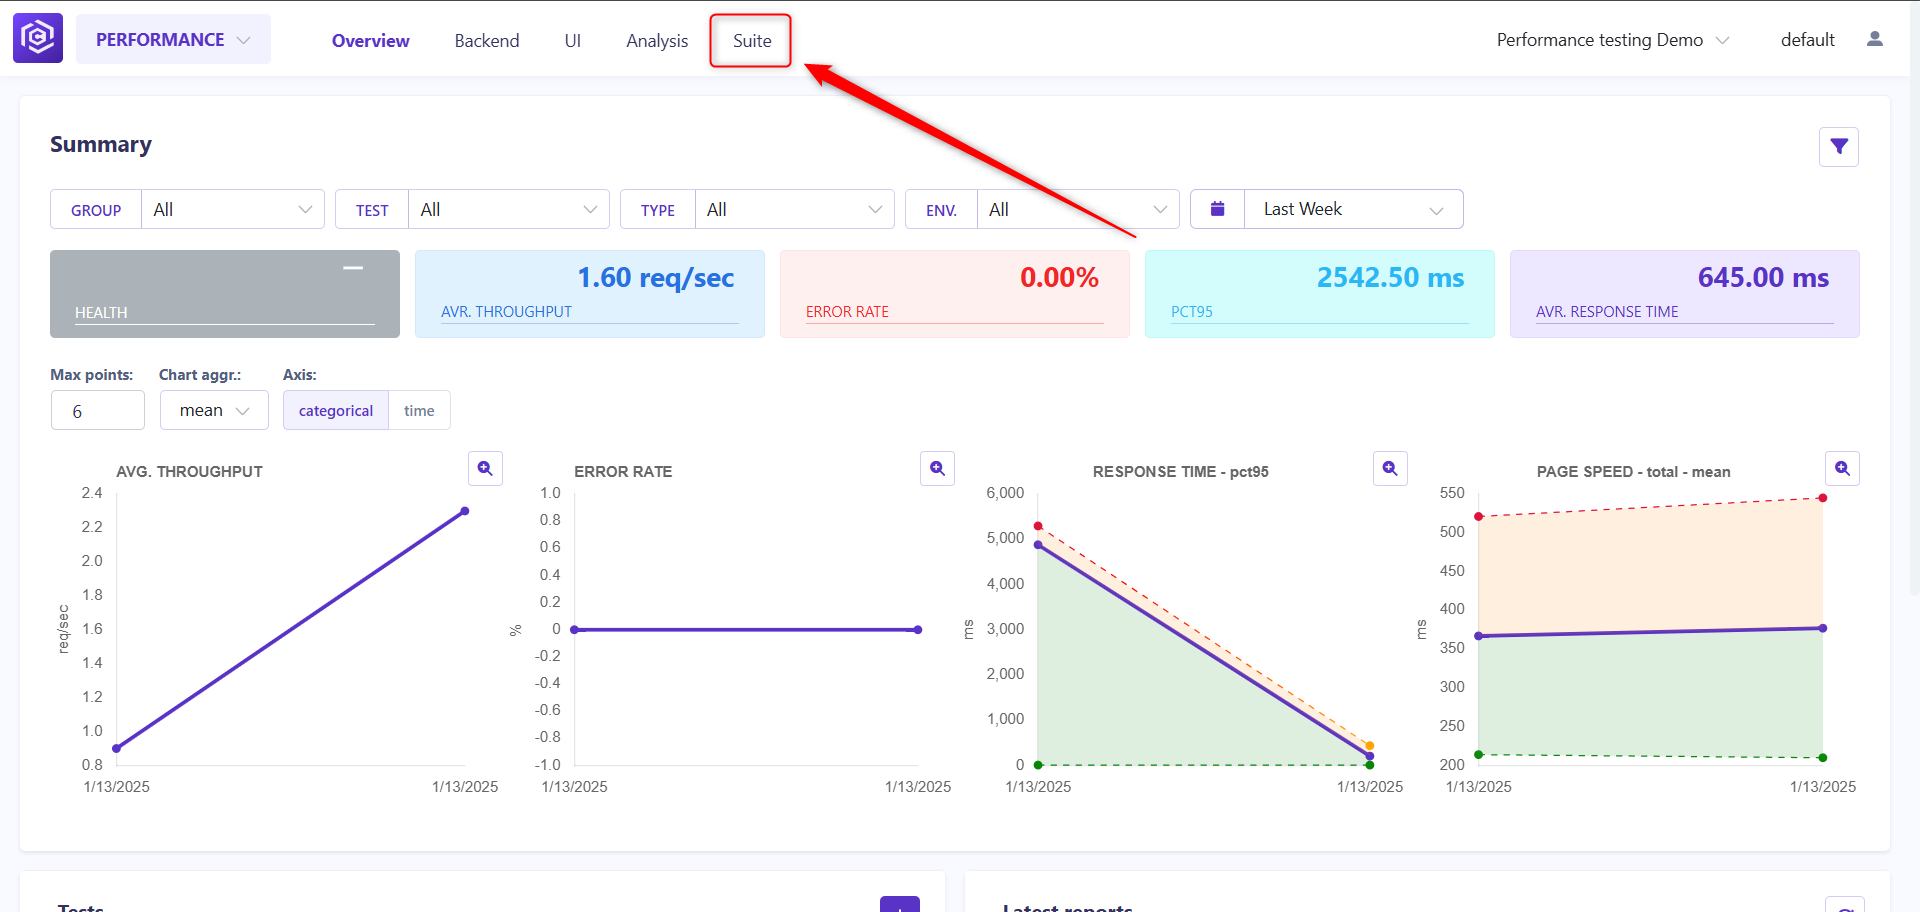 PERFORMANCE
Overview
Backend
UI
Analysis
Suite
Performance testing Demo
default
Summary
GROUP All
TEST All
TYPE All
ENV. All
Last Week
HEALTH
1.60 req/sec
AVR. THROUGHPUT
0.00%
ERROR RATE
2542.50 ms
PCT95
645.00 ms
AVR. RESPONSE TIME
Max points:
Chart aggr.:
Axis:
6
mean
categorical
time
AVG. THROUGHPUT
2.4
2.2
2.0
1.8
1.6
1.4
1.2
1.0
0.8
req/sec
1/13/2025
1/13/2025
ERROR RATE
1.0
0.8
0.6
0.4
0.2
0
-0.2
-0.4
-0.6
-0.8
-1.0
%
1/13/2025
1/13/2025
RESPONSE TIME - pct95
6,000
5,000
4,000
3,000
2,000
1,000
0
ms
1/13/2025
1/13/2025
PAGE SPEED - total - mean
550
500
450
400
350
300
250
200
ms
1/13/2025
1/13/2025
Tests
Latest reports